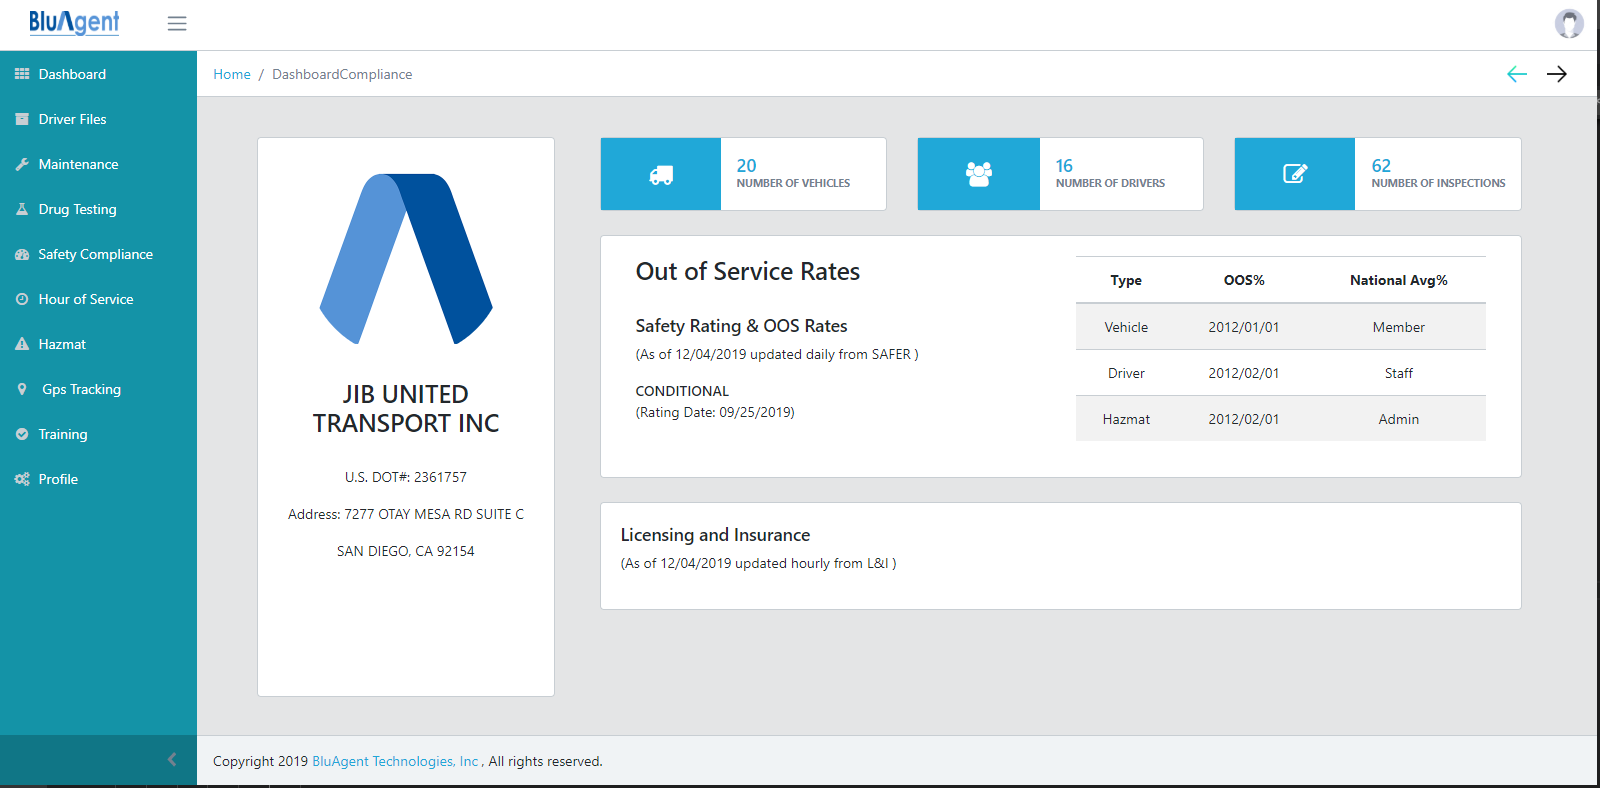 BluAgent
Dashboard
Driver Files
Maintenance
Drug Testing
Safety Compliance
Hour of Service
Hazmat
Gps Tracking
Training
Profile
Home / DashboardCompliance
JIB UNITED
TRANSPORT INC
U.S. DOT#: 2361757
Address: 7277 OTAY MESA RD SUITE C
SAN DIEGO, CA 92154
20
NUMBER OF VEHICLES
16
NUMBER OF DRIVERS
62
NUMBER OF INSPECTIONS
Out of Service Rates
Safety Rating & OOS Rates
(As of 12/04/2019 updated daily from SAFER )
CONDITIONAL
(Rating Date: 09/25/2019)
Type OOS% National Avg%
Vehicle 2012/01/01 Member
Driver 2012/02/01 Staff
Hazmat 2012/02/01 Admin
Licensing and Insurance
(As of 12/04/2019 updated hourly from L&I )
Copyright 2019 BluAgent Technologies, Inc , All rights reserved.